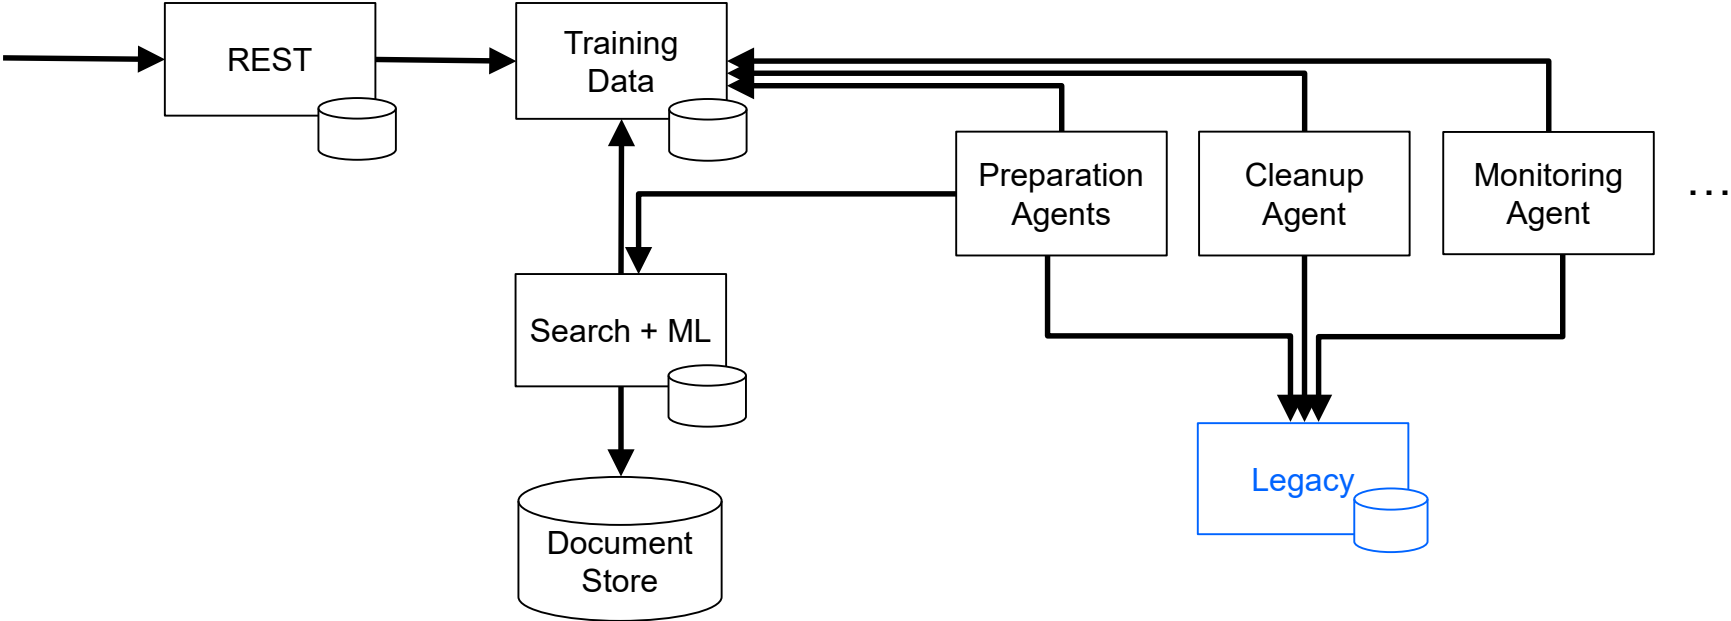 REST
Training
Data
Preparation
Agents
Cleanup
Agent
Monitoring
Agent
...
Search + ML
Legacy
Document
Store